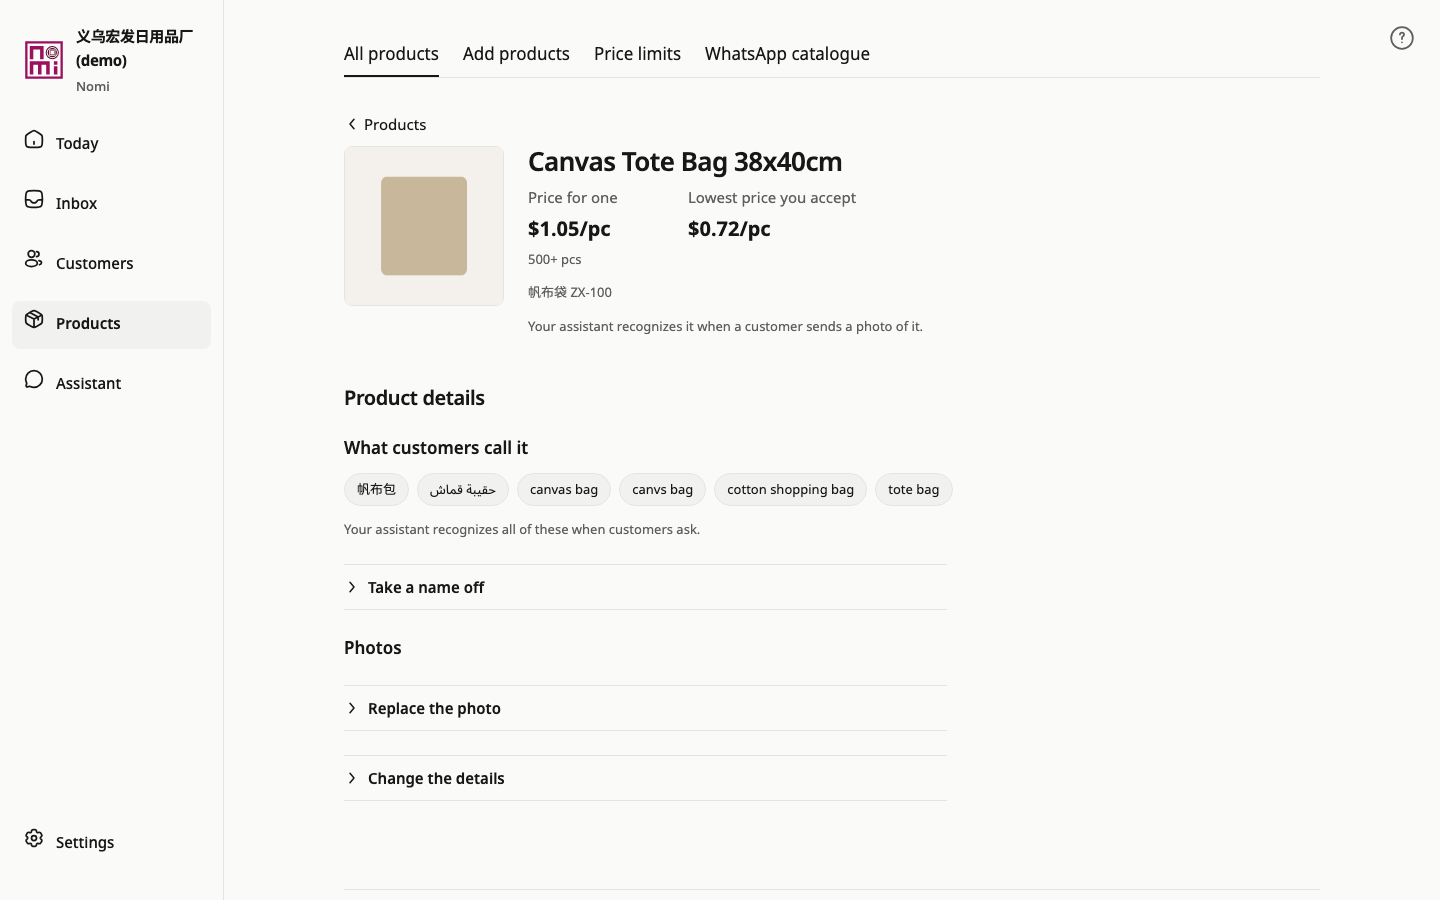 义乌宏发日用品厂
(demo)
Nomi
Today
Inbox
Customers
Products
Assistant
Settings
All products
Add products
Price limits
WhatsApp catalogue
Products
Canvas Tote Bag 38x40cm
Price for one
Lowest price you accept
$1.05/pc
$0.72/pc
500+ pcs
帆布袋 ZX-100
Your assistant recognizes it when a customer sends a photo of it.
Product details
What customers call it
帆布包
حقيبة قماش
canvas bag
canvs bag
cotton shopping bag
tote bag
Your assistant recognizes all of these when customers ask.
Take a name off
Photos
Replace the photo
Change the details